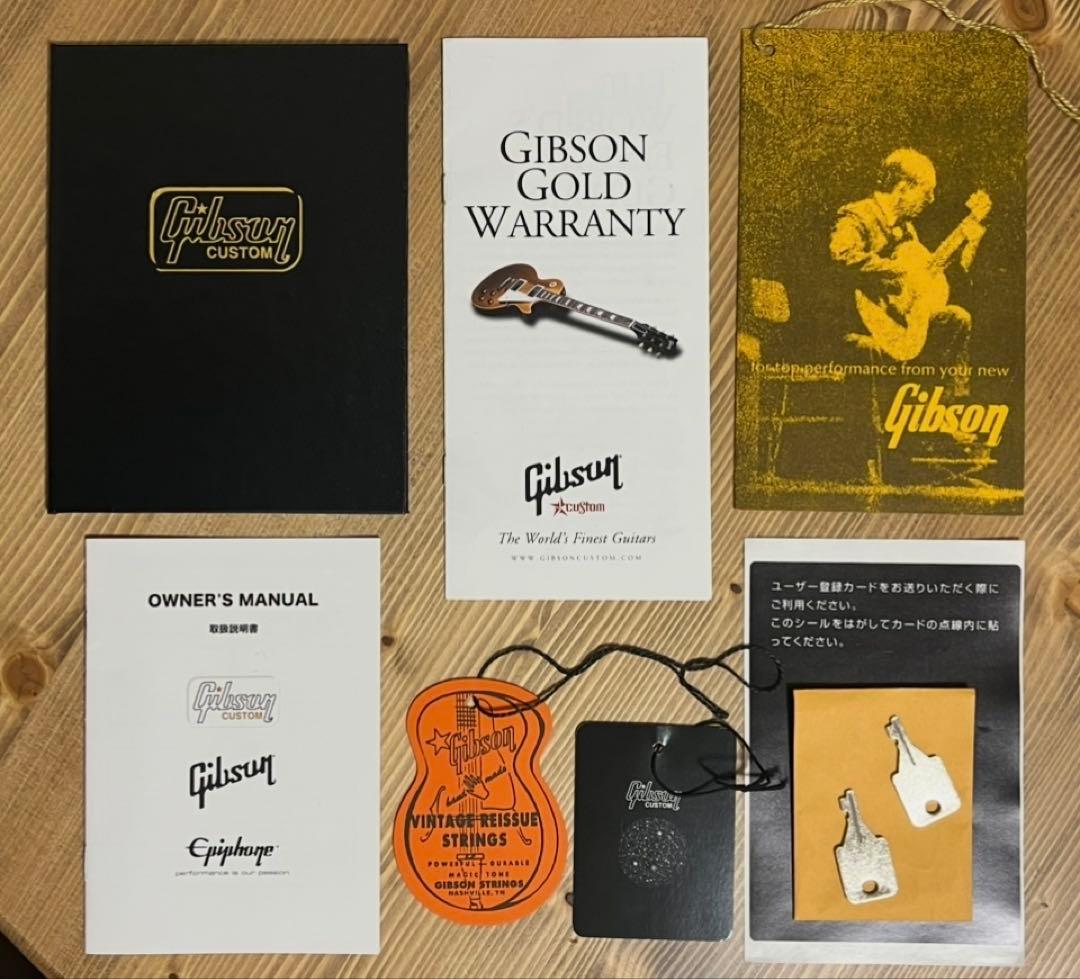 Gibson
CUSTOM
GIBSON
GOLD
WARRANTY
Gibson
CUSTOM
The World's Finest Guitars
WWW.GIBSONCUSTOM.COM
for top performance from your new
Gibson
OWNER'S MANUAL
取扱説明書
Gibson
CUSTOM
Gibson
Epiphone
performance is our passion
Gibson
hand made
VINTAGE REISSUE
STRINGS
POWERFUL - DURABLE
MAGIC TONE
GIBSON STRINGS
NASHVILLE, TN
Gibson
CUSTOM
ユーザー登録カードをお送りいただく際に
ご利用ください。
このシールをはがしてカードの点線内に貼
ってください。